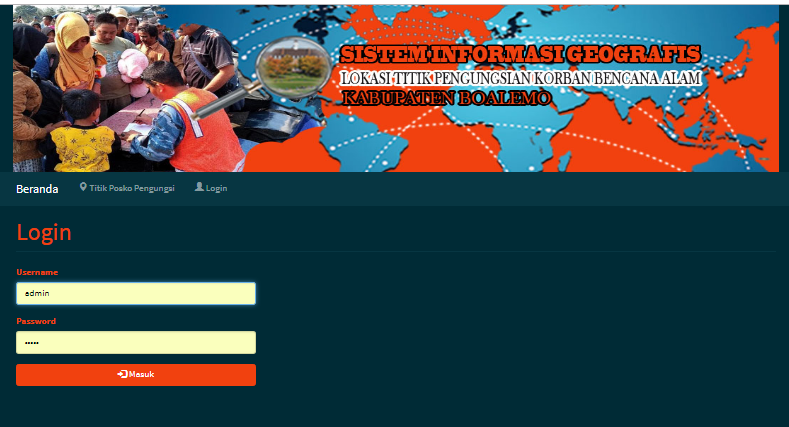 SISTEM INFORMASI GEOGRAFIS
LOKASI TITIK PENGUNGSIAN KORBAN BENCANA ALAM
KABUPATEN BOALEMO
Beranda Titik Posko Pengungsi Login
Login
Username
admin
Password
•••••
Masuk